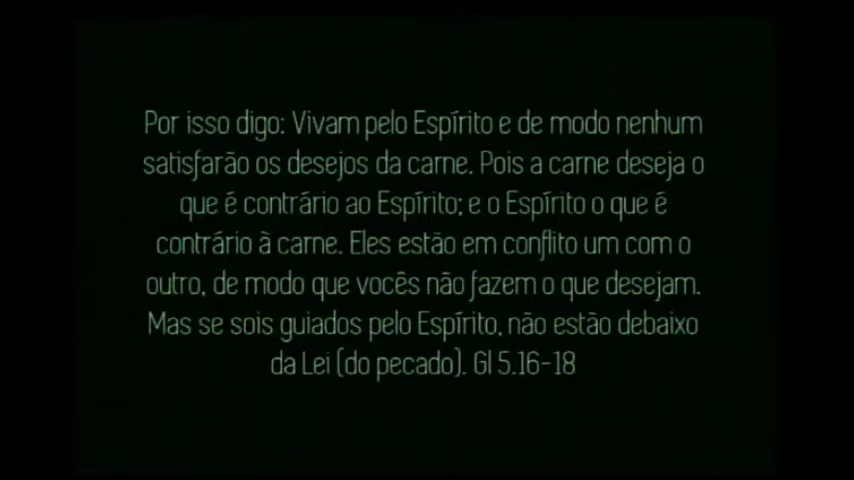 Por isso digo: Vivam pelo Espírito e de modo nenhum
satisfarão os desejos da carne. Pois a carne deseja o
que é contrário ao Espírito; e o Espírito o que é
contrário à carne. Eles estão em conflito um com o
outro, de modo que vocês não fazem o que desejam.
Mas se sois guiados pelo Espírito, não estão debaixo
da Lei (do pecado). Gl 5.16-18